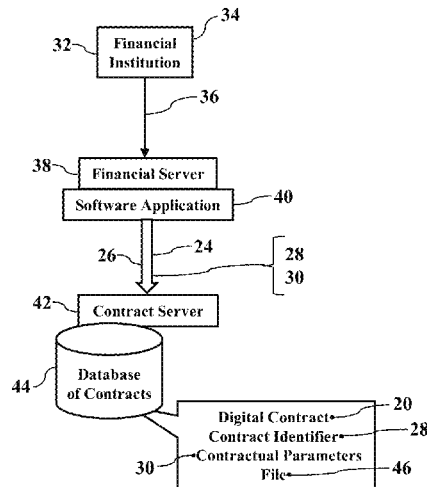 34
32
Financial
Institution
36
38
Financial Server
Software Application
40
26
24
28
30
42
Contract Server
44
Database
of Contracts
Digital Contract
20
Contract Identifier
28
30
Contractual Parameters
File
46